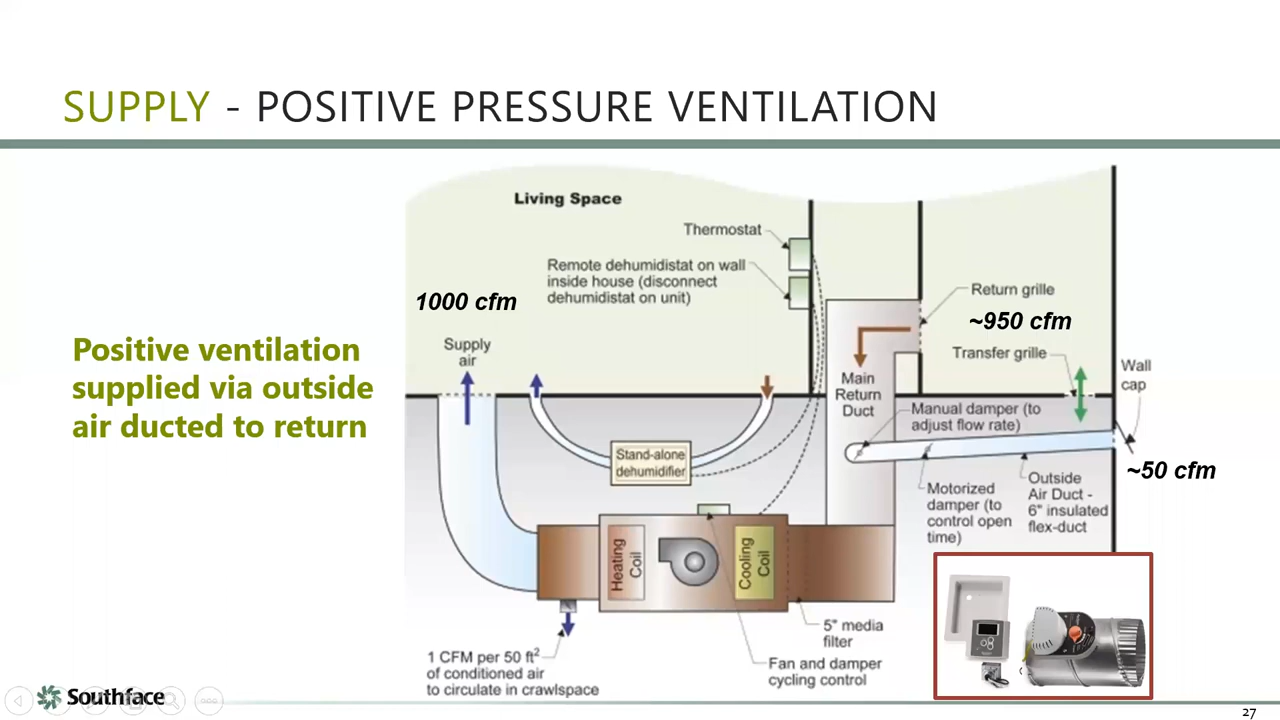 SUPPLY - POSITIVE PRESSURE VENTILATION
Positive ventilation
supplied via outside
air ducted to return
Living Space
Thermostat
Remote dehumidistat on wall
inside house (disconnect
dehumidistat on unit)
1000 cfm
Supply
air
Return grille
~950 cfm
Transfer grille
Wall
cap
Main
Return
Duct
Manual damper (to
adjust flow rate)
~50 cfm
Stand-alone
dehumidifier
Motorized
damper (to
control open
time)
Outside
Air Duct -
6" insulated
flex-duct
Heating
Coil
Cooling
Coil
5" media
filter
Fan and damper
cycling control
1 CFM per 50 ft²
of conditioned air
to circulate in crawlspace
Southface
27